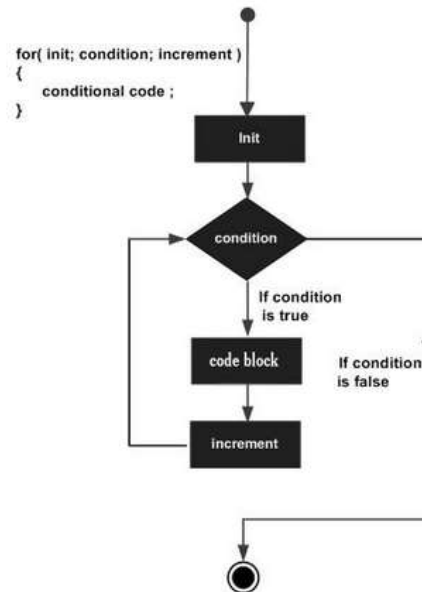 for( init; condition; increment )
{
conditional code ;
}
Init
condition
If condition
is true
code block
If condition
is false
increment